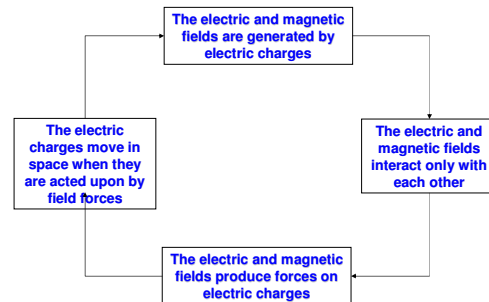 The electric and magnetic
fields are generated by
electric charges
The electric
charges move in
space when they
are acted upon by
field forces
The electric and
magnetic fields
interact only with
each other
The electric and magnetic
fields produce forces on
electric charges